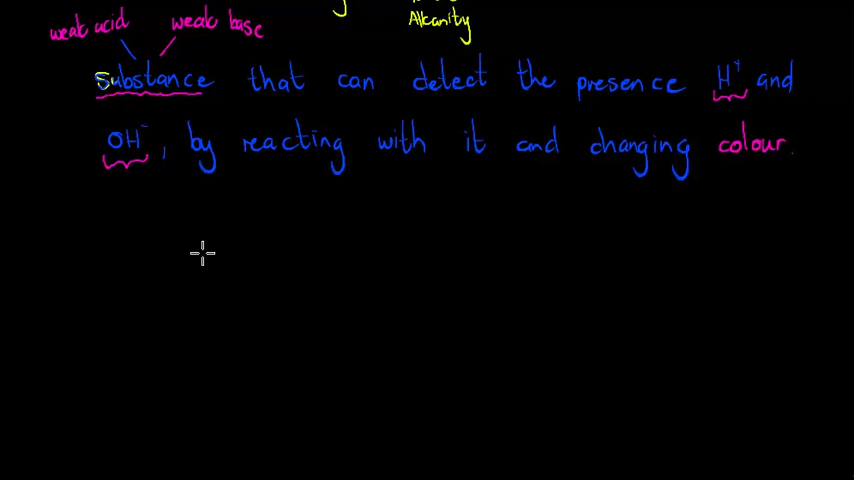 Alkanity
weak acid weak base
substance that can detect the presence H⁺ and
OH⁻, by reacting with it and changing colour.